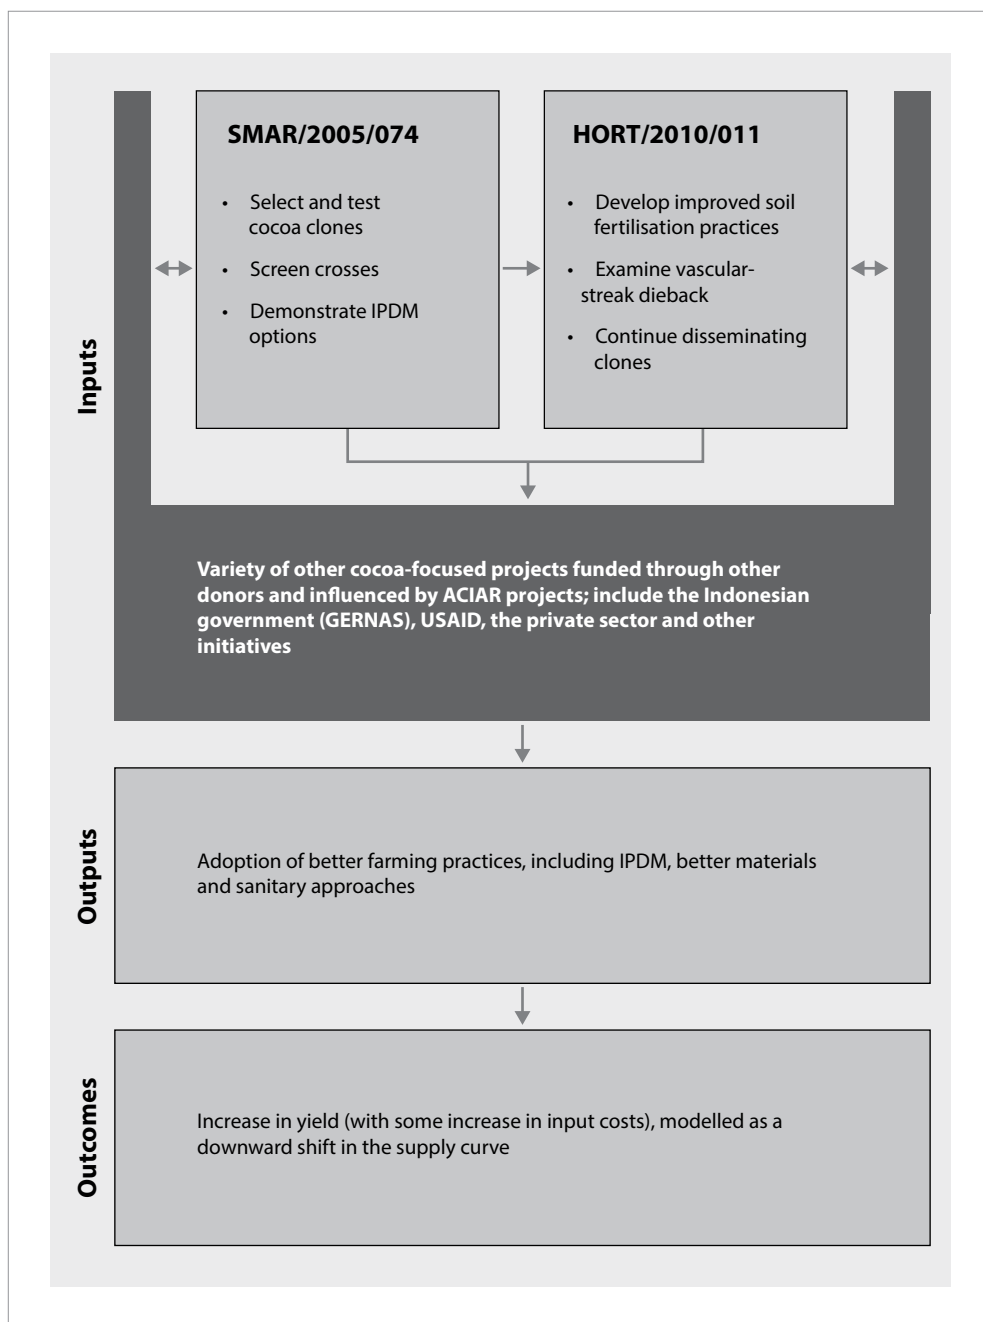 Inputs
SMAR/2005/074
• Select and test
cocoa clones
• Screen crosses
• Demonstrate IPDM
options
HORT/2010/011
• Develop improved soil
fertilisation practices
• Examine vascular-
streak dieback
• Continue disseminating
clones
Variety of other cocoa-focused projects funded through other
donors and influenced by ACIAR projects; include the Indonesian
government (GERNAS), USAID, the private sector and other
initiatives
Outputs
Adoption of better farming practices, including IPDM, better materials
and sanitary approaches
Outcomes
Increase in yield (with some increase in input costs), modelled as a
downward shift in the supply curve